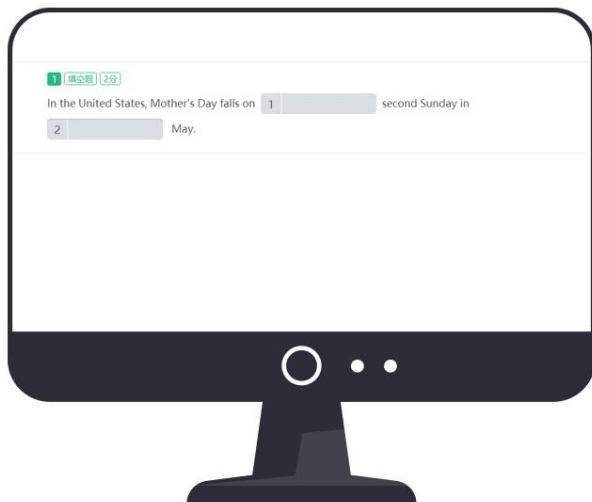 1 填空题 2分
In the United States, Mother's Day falls on 1 second Sunday in
2 May.